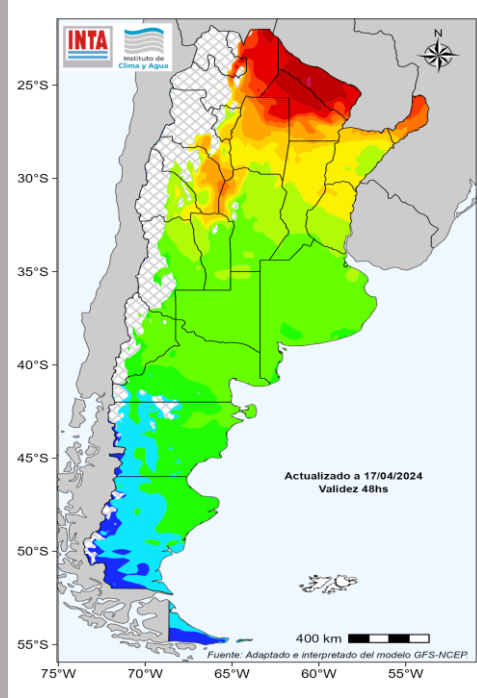 INTA
Instituto de
Clima y Agua
N
25°S
30°S
35°S
40°S
45°S
50°S
55°S
Actualizado a 17/04/2024
Validez 48hs
400 km
Fuente: Adaptado e interpretado del modelo GFS-NCEP.
75°W
70°W
65°W
60°W
55°W